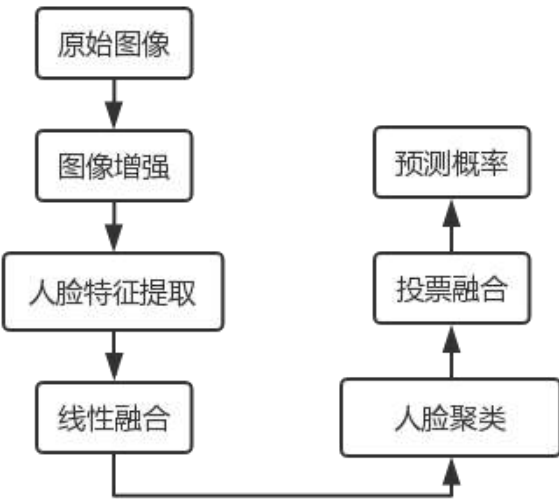 原始图像
图像增强
人脸特征提取
线性融合
人脸聚类
投票融合
预测概率